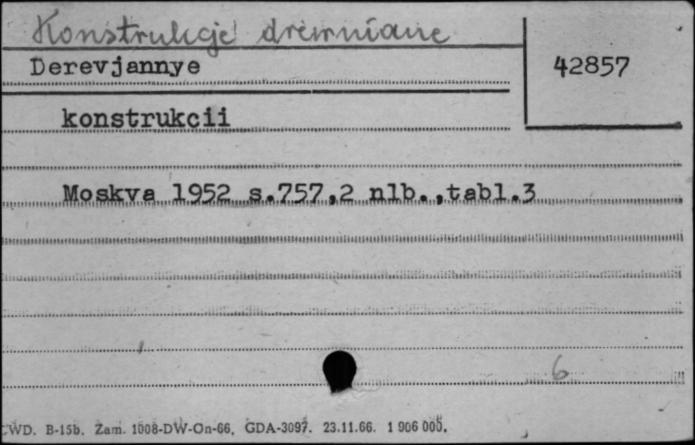 Konstrukcje drewniane
Derevjannye
42857
konstrukcii
Moskva 1952 s.757,2 nlb.,tabl.3
6
CWD. B-15b. Zam. 1008-DW-On-66. GDA-3097. 23.11.66. 1 906 000.